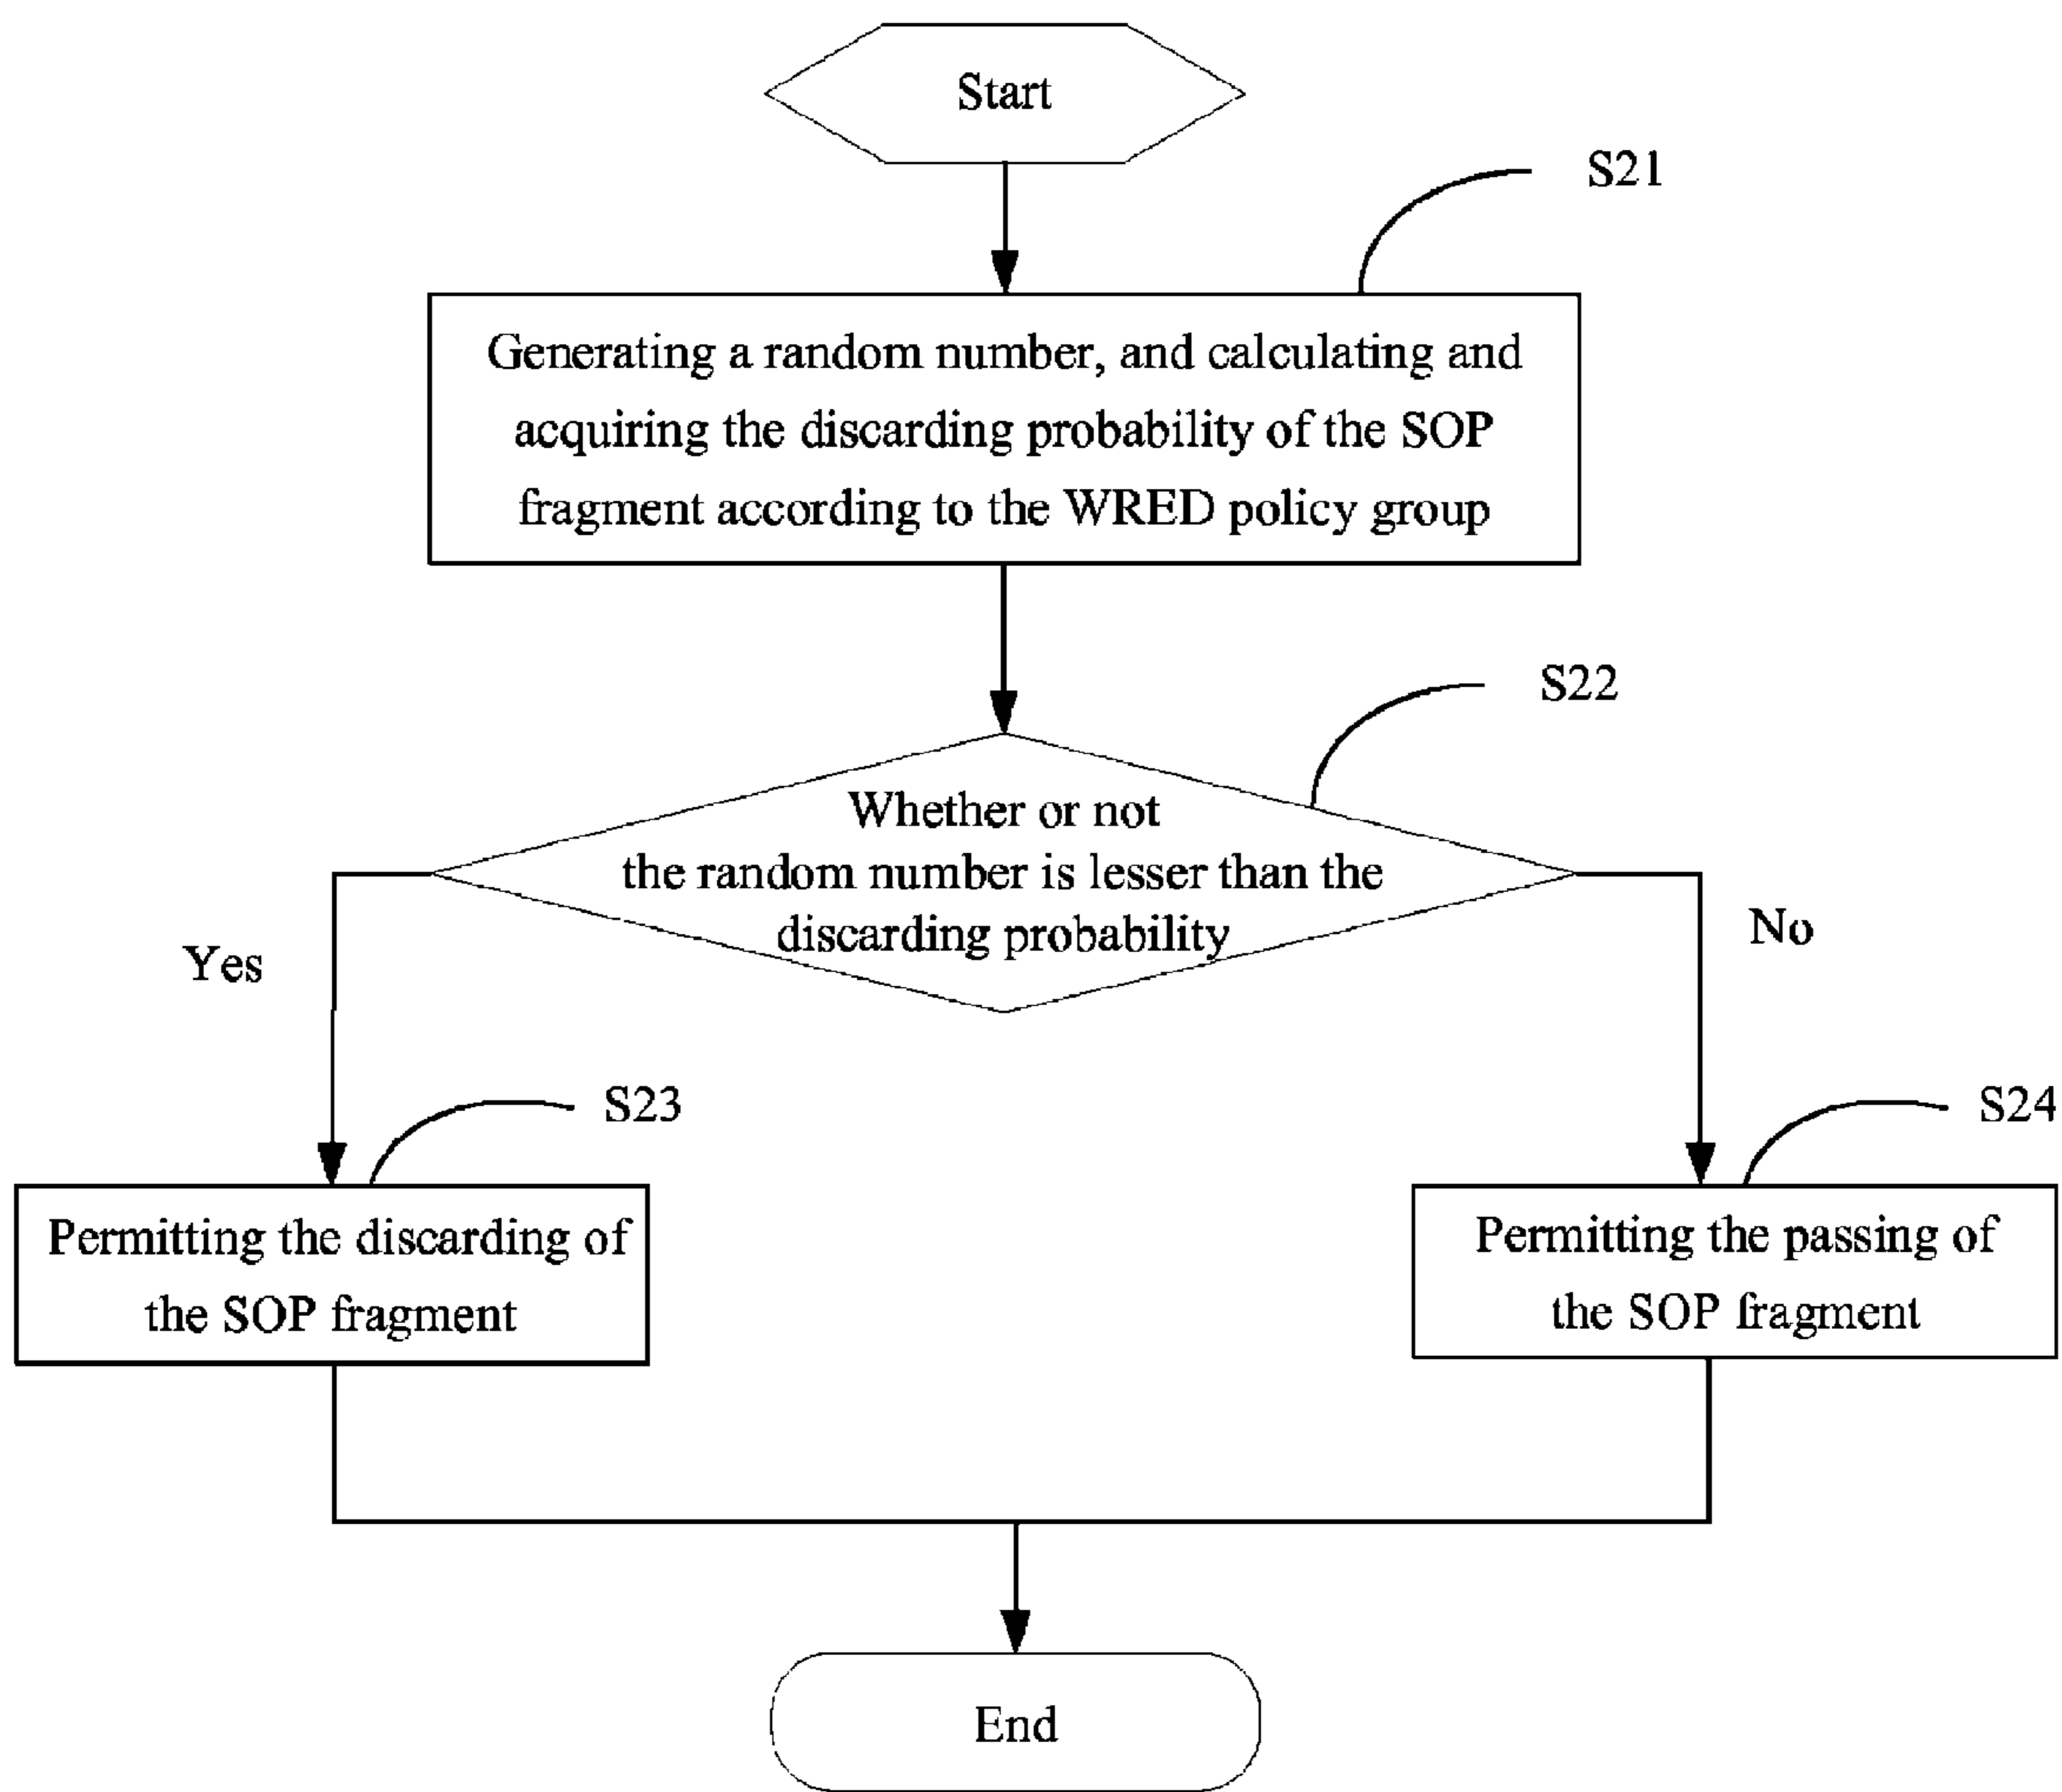 Start
S21
Generating a random number, and calculating and
acquiring the discarding probability of the SOP
fragment according to the WRED policy group
S22
Whether or not
the random number is lesser than the
discarding probability
Yes
No
S23
S24
Permitting the discarding of
the SOP fragment
Permitting the passing of
the SOP fragment
End